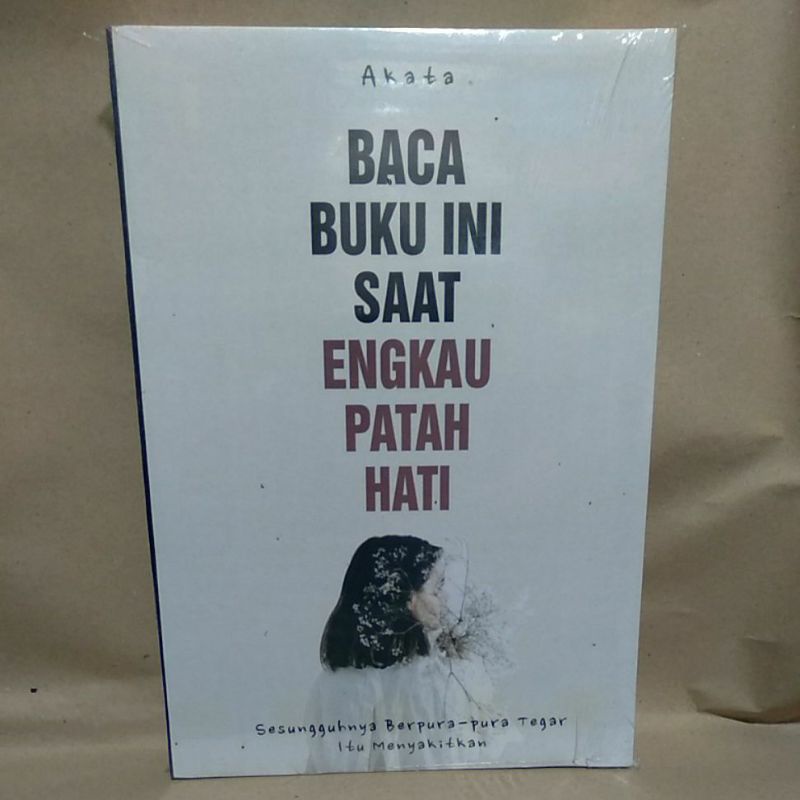 Akata
BACA
BUKU INI
SAAT
ENGKAU
PATAH
HATI
Sesungguhnya Berpura-pura Tegar
Itu Menyakitkan